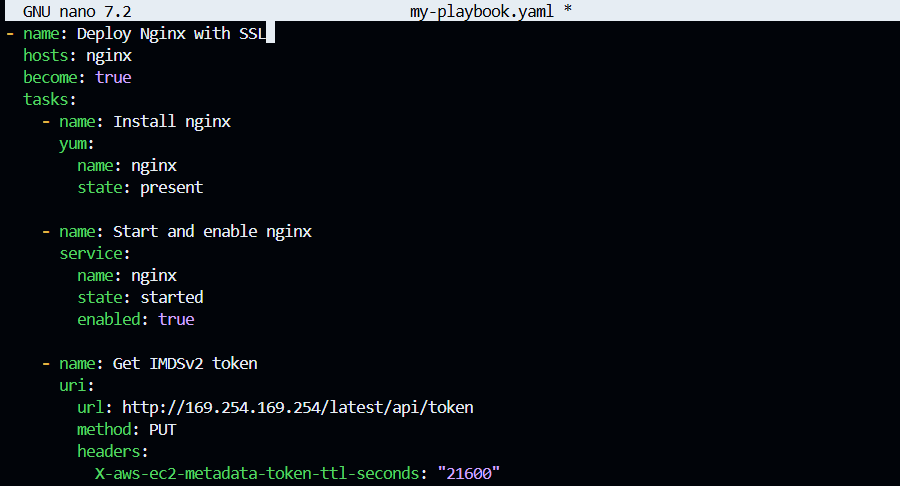 GNU nano 7.2 my-playbook.yaml *
- name: Deploy Nginx with SSL
  hosts: nginx
  become: true
  tasks:
    - name: Install nginx
      yum:
        name: nginx
        state: present

    - name: Start and enable nginx
      service:
        name: nginx
        state: started
        enabled: true

    - name: Get IMDSv2 token
      uri:
        url: http://169.254.169.254/latest/api/token
        method: PUT
        headers:
          X-aws-ec2-metadata-token-ttl-seconds: "21600"